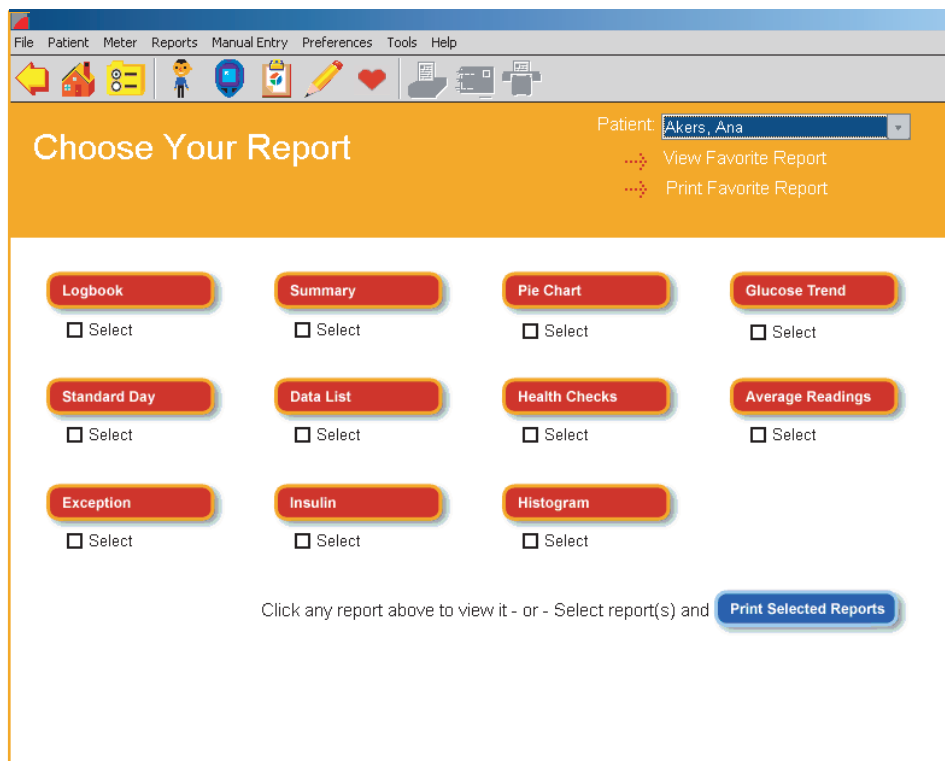 File Patient Meter Reports Manual Entry Preferences Tools Help
Patient: Akers, Ana
Choose Your Report
View Favorite Report
Print Favorite Report
Logbook Summary Pie Chart Glucose Trend
Select Select Select Select
Standard Day Data List Health Checks Average Readings
Select Select Select Select
Exception Insulin Histogram
Select Select Select
Click any report above to view it - or - Select report(s) and Print Selected Reports